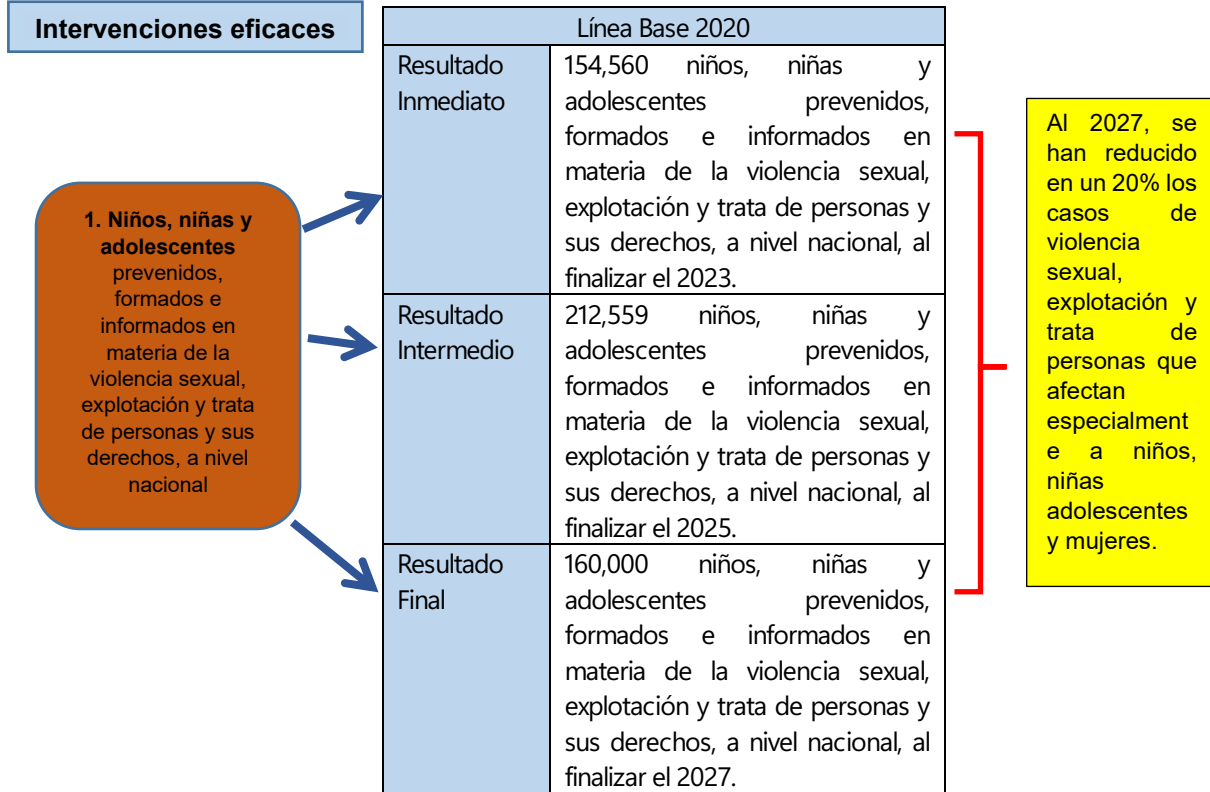 Intervenciones eficaces
1. Niños, niñas y
adolescentes
prevenidos,
formados e
informados en
materia de la
violencia sexual,
explotación y trata
de personas y sus
derechos, a nivel
nacional
Línea Base 2020
Resultado
Inmediato
154,560 niños, niñas y
adolescentes prevenidos,
formados e informados en
materia de la violencia sexual,
explotación y trata de personas y
sus derechos, a nivel nacional, al
finalizar el 2023.
Resultado
Intermedio
212,559 niños, niñas y
adolescentes prevenidos,
formados e informados en
materia de la violencia sexual,
explotación y trata de personas y
sus derechos, a nivel nacional, al
finalizar el 2025.
Resultado
Final
160,000 niños, niñas y
adolescentes prevenidos,
formados e informados en
materia de la violencia sexual,
explotación y trata de personas y
sus derechos, a nivel nacional, al
finalizar el 2027.
Al 2027, se
han reducido
en un 20% los
casos de
violencia
sexual,
explotación y
trata de
personas que
afectan
especialment
e a niños,
niñas
adolescentes
y mujeres.